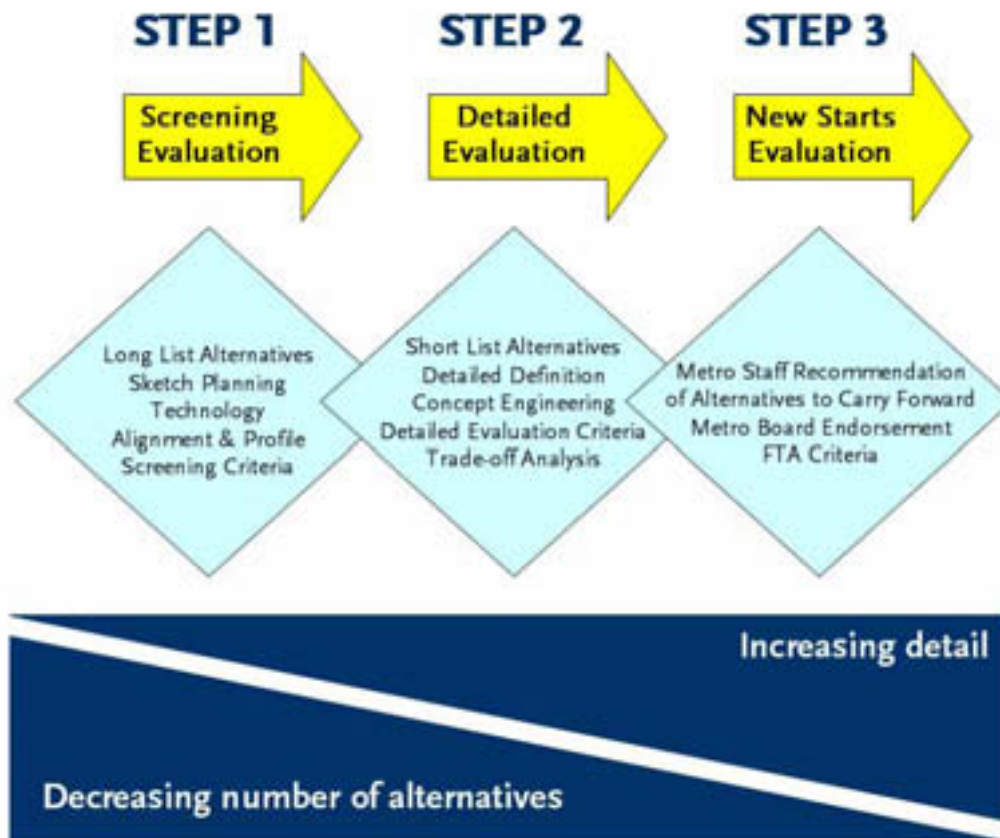 STEP 1
Screening
Evaluation
Long List Alternatives
Sketch Planning
Technology
Alignment & Profile
Screening Criteria
STEP 2
Detailed
Evaluation
Short List Alternatives
Detailed Definition
Concept Engineering
Detailed Evaluation Criteria
Trade-off Analysis
STEP 3
New Starts
Evaluation
Metro Staff Recommendation
of Alternatives to Carry Forward
Metro Board Endorsement
FTA Criteria
Increasing detail
Decreasing number of alternatives